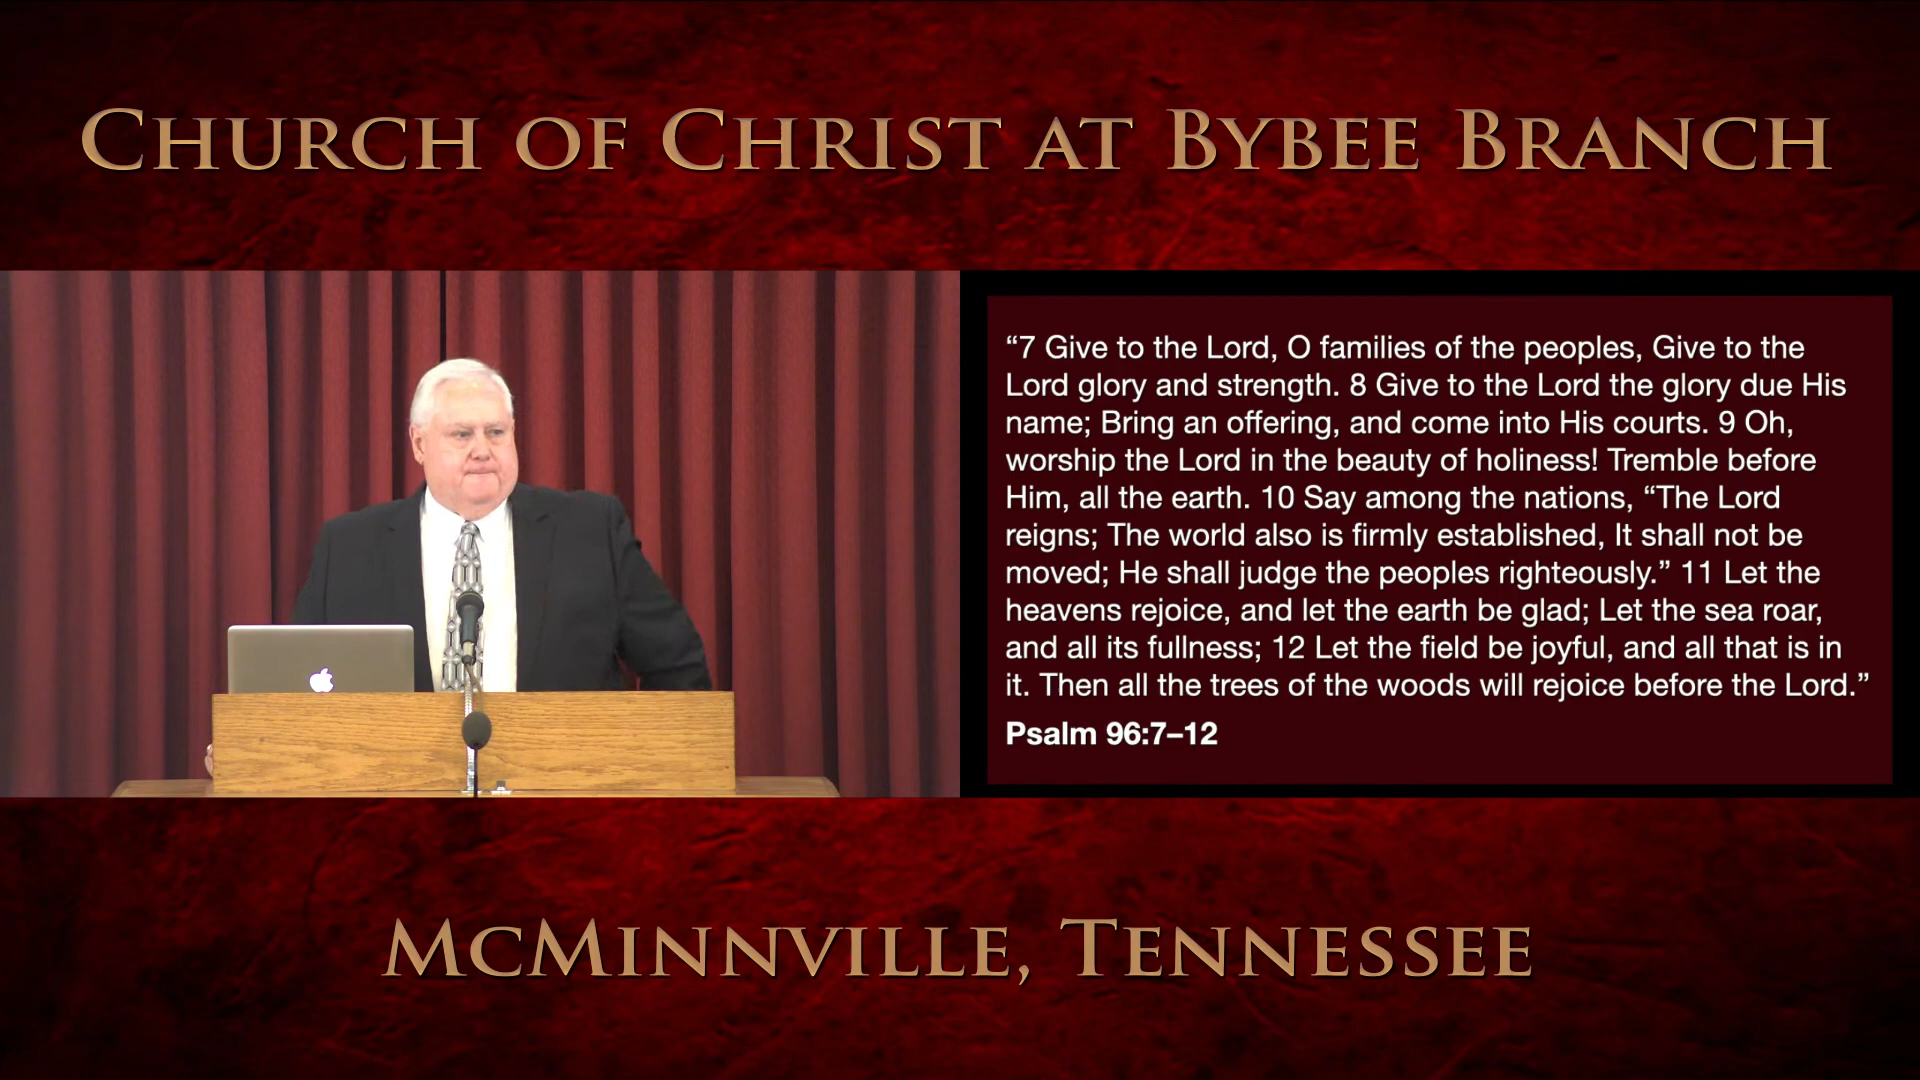 CHURCH OF CHRIST AT BYBEE BRANCH
“7 Give to the Lord, O families of the peoples, Give to the
Lord glory and strength. 8 Give to the Lord the glory due His
name; Bring an offering, and come into His courts. 9 Oh,
worship the Lord in the beauty of holiness! Tremble before
Him, all the earth. 10 Say among the nations, “The Lord
reigns; The world also is firmly established, It shall not be
moved; He shall judge the peoples righteously.” 11 Let the
heavens rejoice, and let the earth be glad; Let the sea roar,
and all its fullness; 12 Let the field be joyful, and all that is in
it. Then all the trees of the woods will rejoice before the Lord.”
Psalm 96:7–12
MCMINNVILLE, TENNESSEE